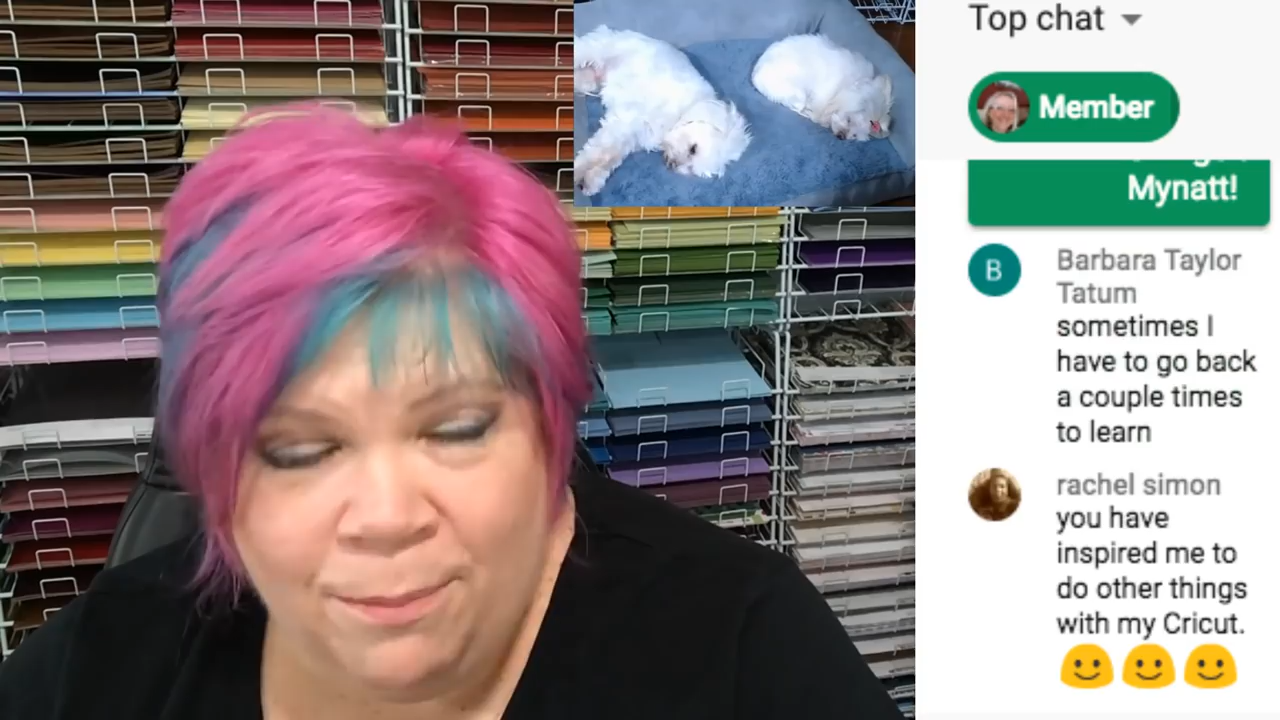 Top chat
Member
Mynatt!
B
Barbara Taylor
Tatum
sometimes I
have to go back
a couple times
to learn
rachel simon
you have
inspired me to
do other things
with my Cricut.